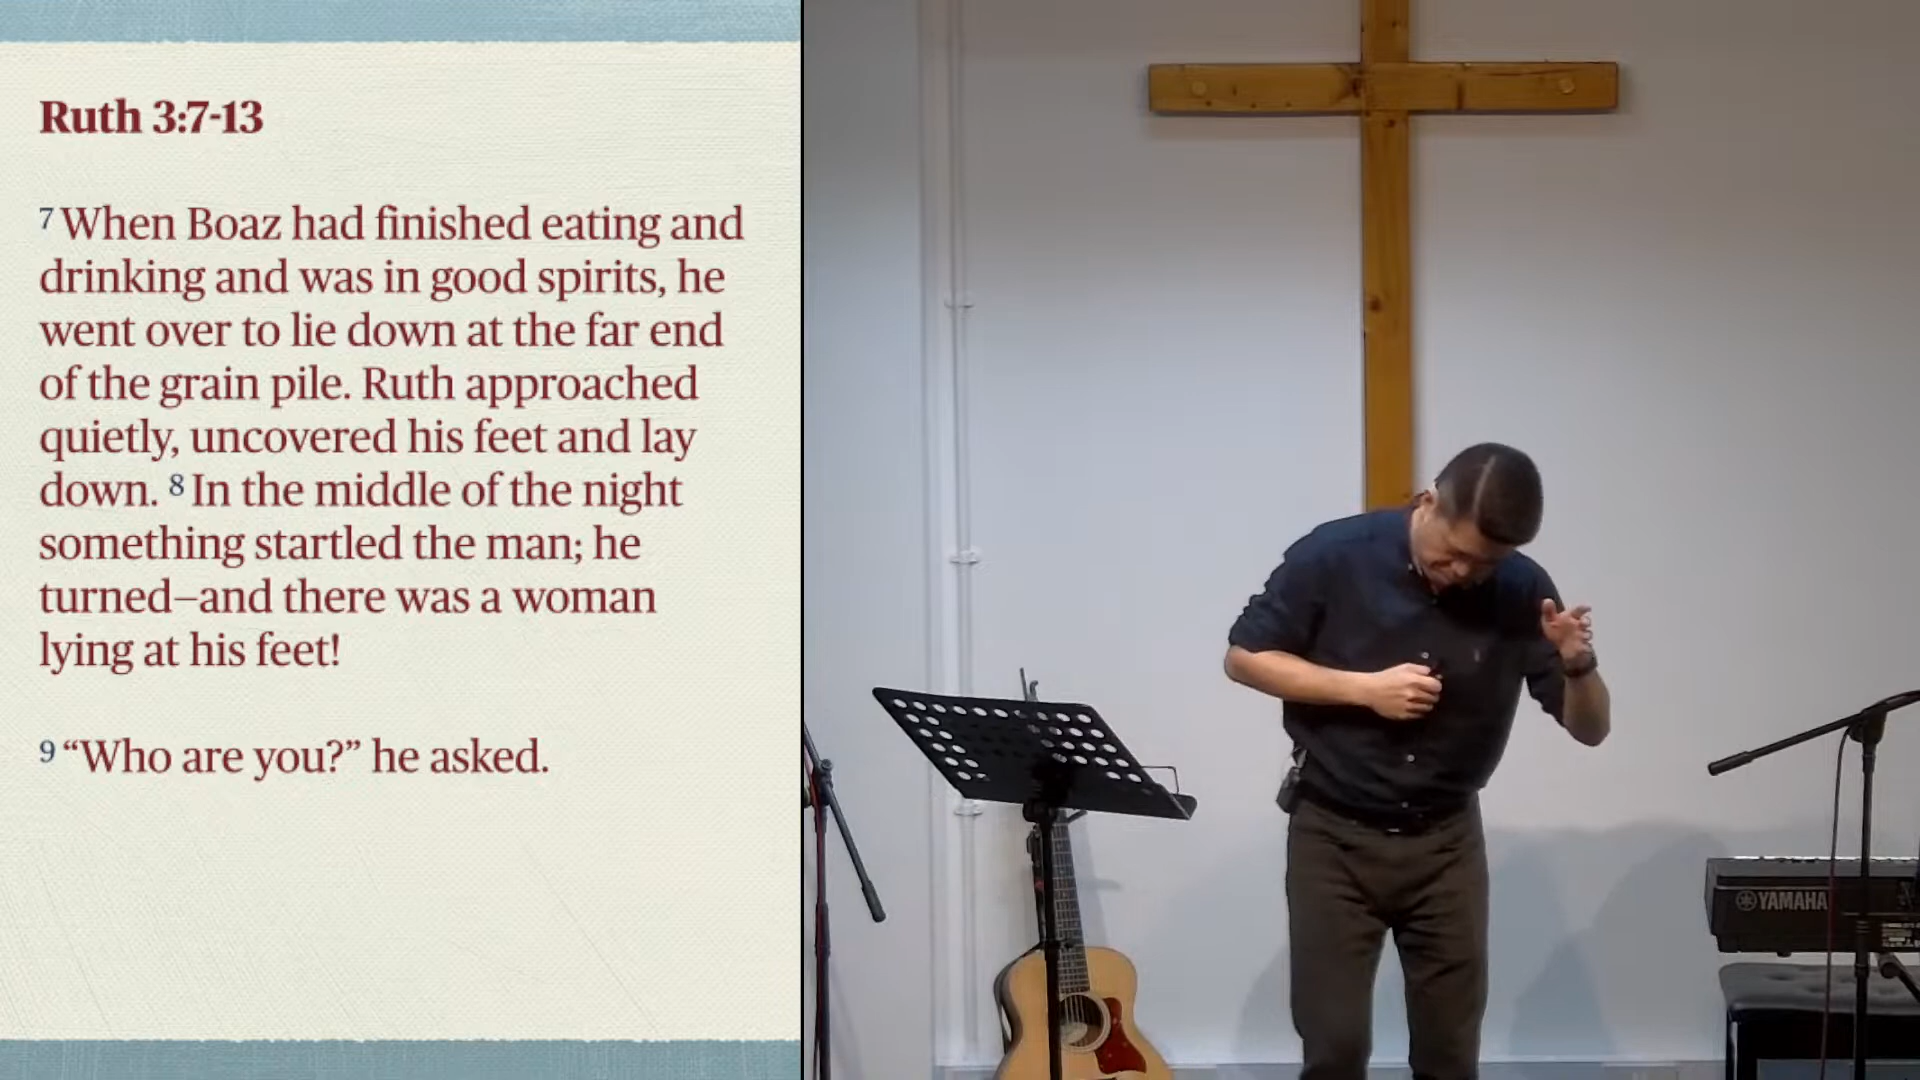 Ruth 3:7-13
7 When Boaz had finished eating and
drinking and was in good spirits, he
went over to lie down at the far end
of the grain pile. Ruth approached
quietly, uncovered his feet and lay
down. 8 In the middle of the night
something startled the man; he
turned—and there was a woman
lying at his feet!
9 “Who are you?” he asked.
YAMAHA